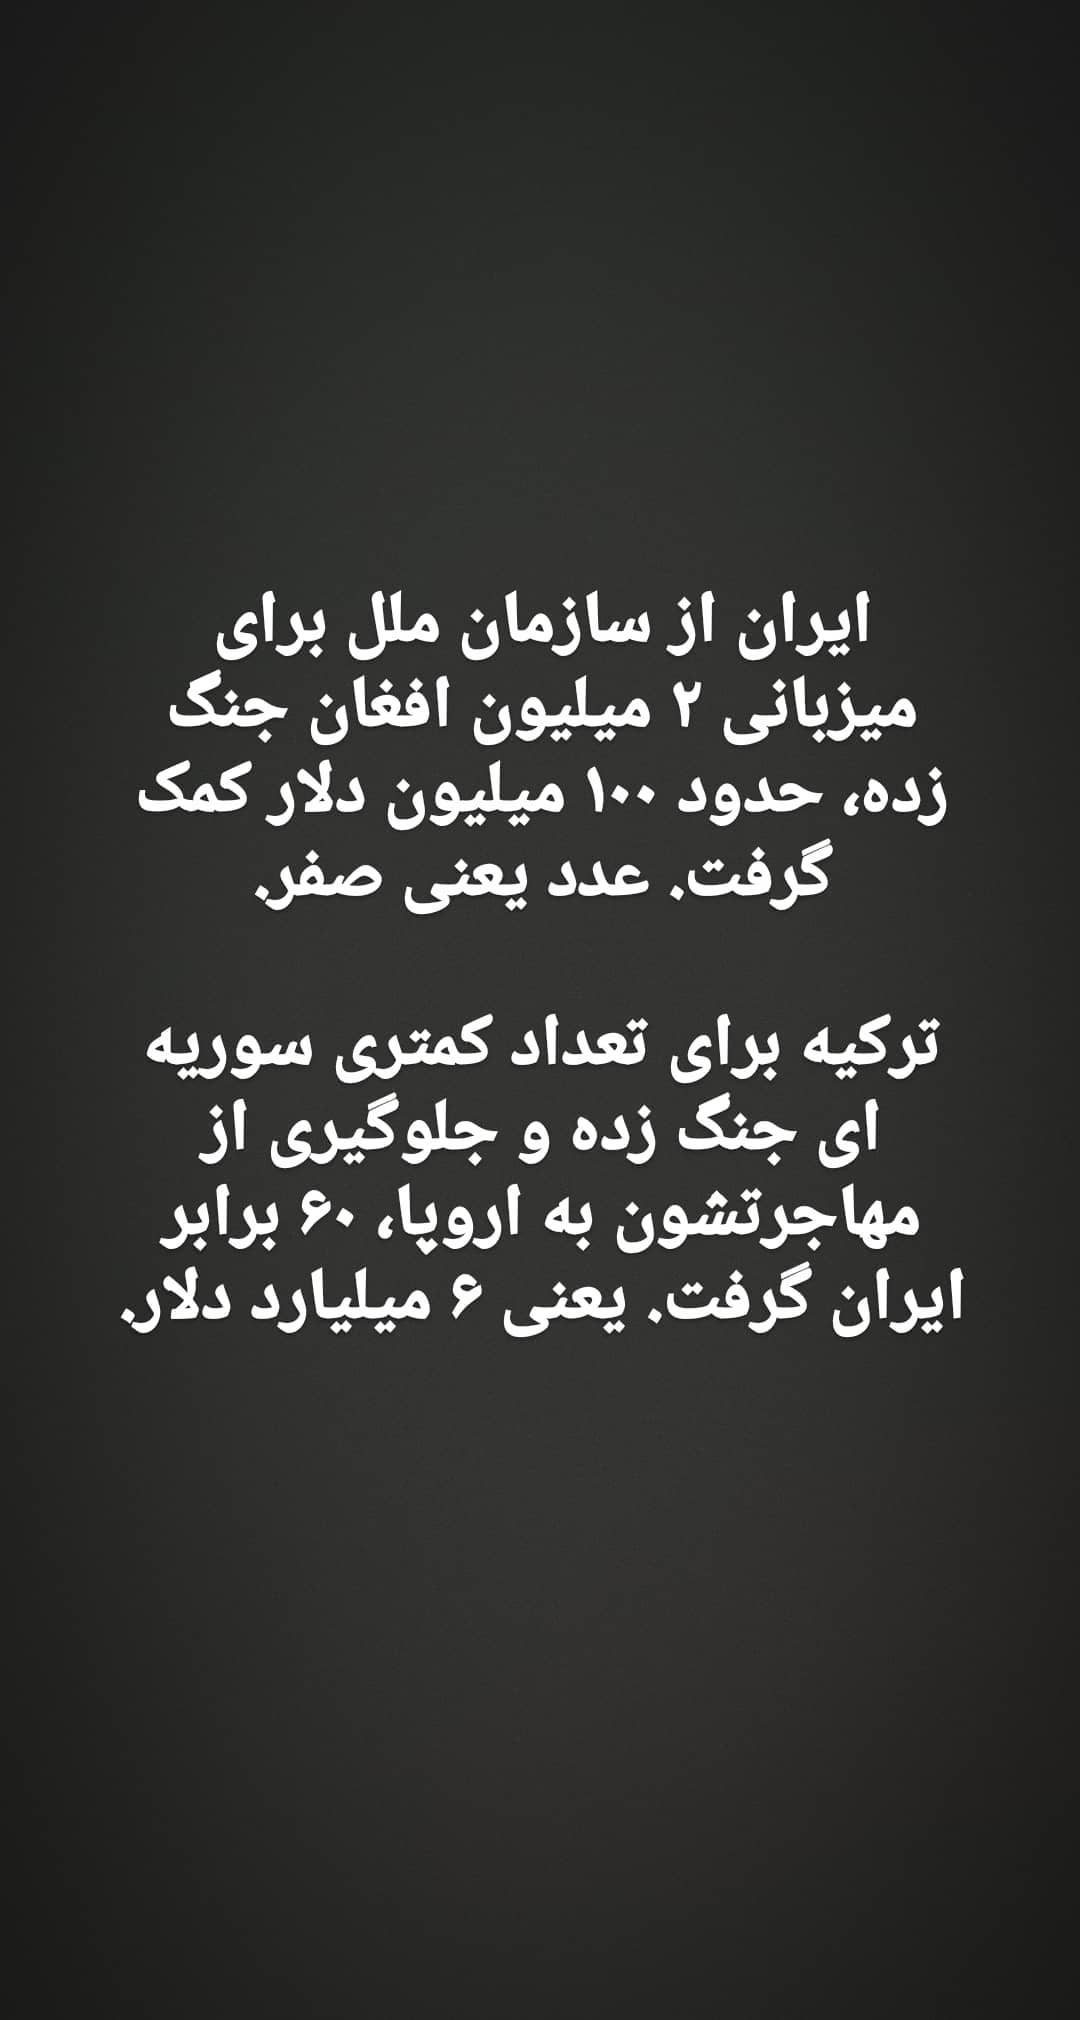 ایران از سازمان ملل برای
میزبانی ۲ میلیون افغان جنگ
زده، حدود ۱۰۰ میلیون دلار کمک
گرفت. عدد یعنی صفر.
ترکیه برای تعداد کمتری سوریه
ای جنگ زده و جلوگیری از
مهاجرتشون به اروپا، ۶۰ برابر
ایران گرفت. یعنی ۶ میلیارد دلار.